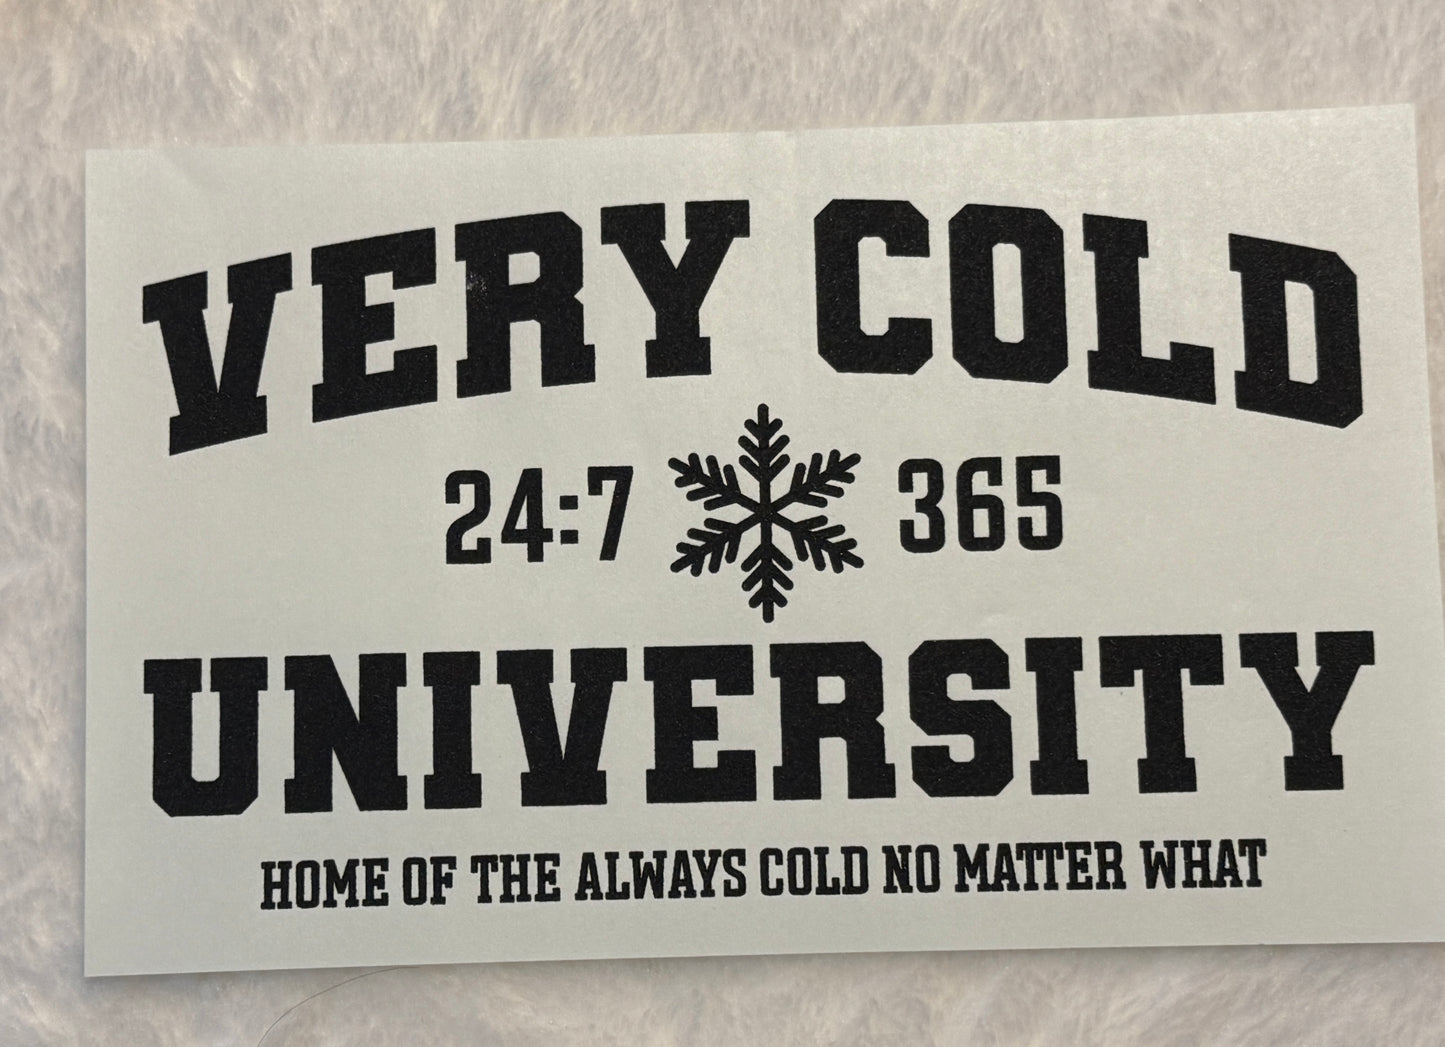 VERY COLD
24:7 365
UNIVERSITY
HOME OF THE ALWAYS COLD NO MATTER WHAT